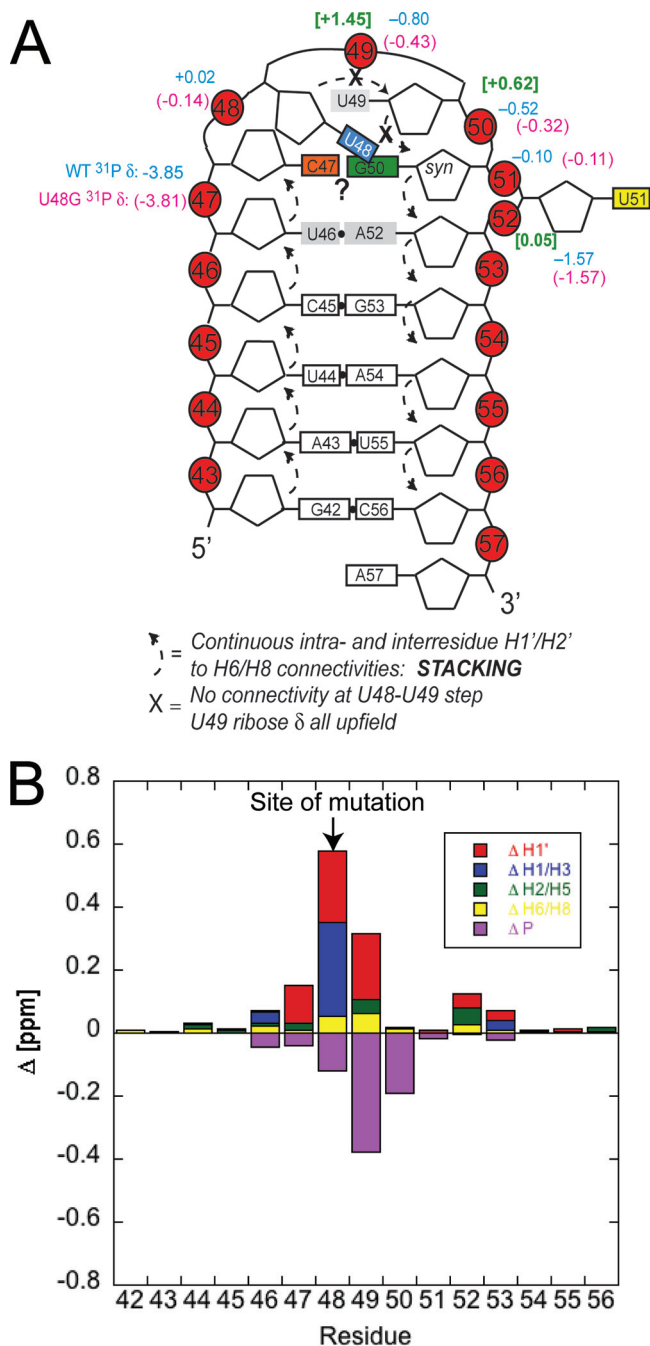 A
[+1.45]
−0.80
(-0.43)
49
[+0.62]
+0.02
(-0.14)
48
U49
−0.52
(-0.32)
50
U48
−0.10
(-0.11)
WT ³¹P δ: -3.85
C47
G50
syn
51
U48G ³¹P δ: (-3.81)
47
?
U51
52
[0.05]
U46
A52
−1.57
(-1.57)
53
46
C45
G53
45
54
U44
A54
44
55
A43
U55
43
56
G42
C56
5’
57
A57
3’
= Continuous intra- and interresidue H1’/H2’
to H6/H8 connectivities: STACKING
X = No connectivity at U48-U49 step
U49 ribose δ all upfield
B
0.8
Site of mutation
0.6
Δ H1'
Δ H1/H3
Δ H2/H5
Δ H6/H8
Δ P
0.4
0.2
0
-0.2
-0.4
-0.6
-0.8
Δ [ppm]
42 43 44 45 46 47 48 49 50 51 52 53 54 55 56
Residue